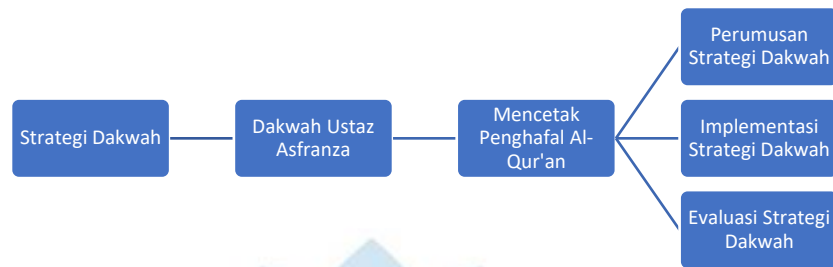 Strategi Dakwah
Dakwah Ustaz
Asfranza
Mencetak
Penghafal Al-
Qur'an
Perumusan
Strategi Dakwah
Implementasi
Strategi Dakwah
Evaluasi Strategi
Dakwah